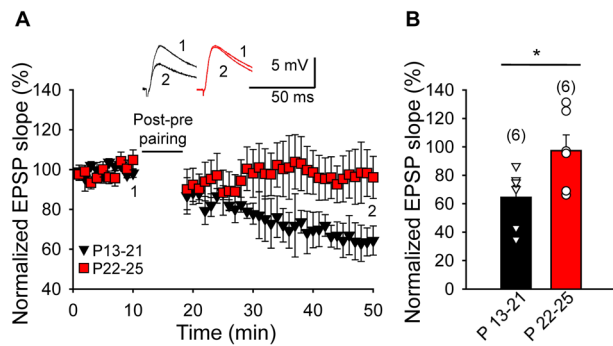 A
B
1
2
1
2
5 mV
50 ms
Normalized EPSP slope (%)
140
120
100
80
60
40
Post-pre
pairing
1
2
P13-21
P22-25
0
10
20
30
40
50
Time (min)
Normalized EPSP slope (%)
140
120
100
80
60
40
20
0
*
(6)
(6)
P 13-21
P 22-25